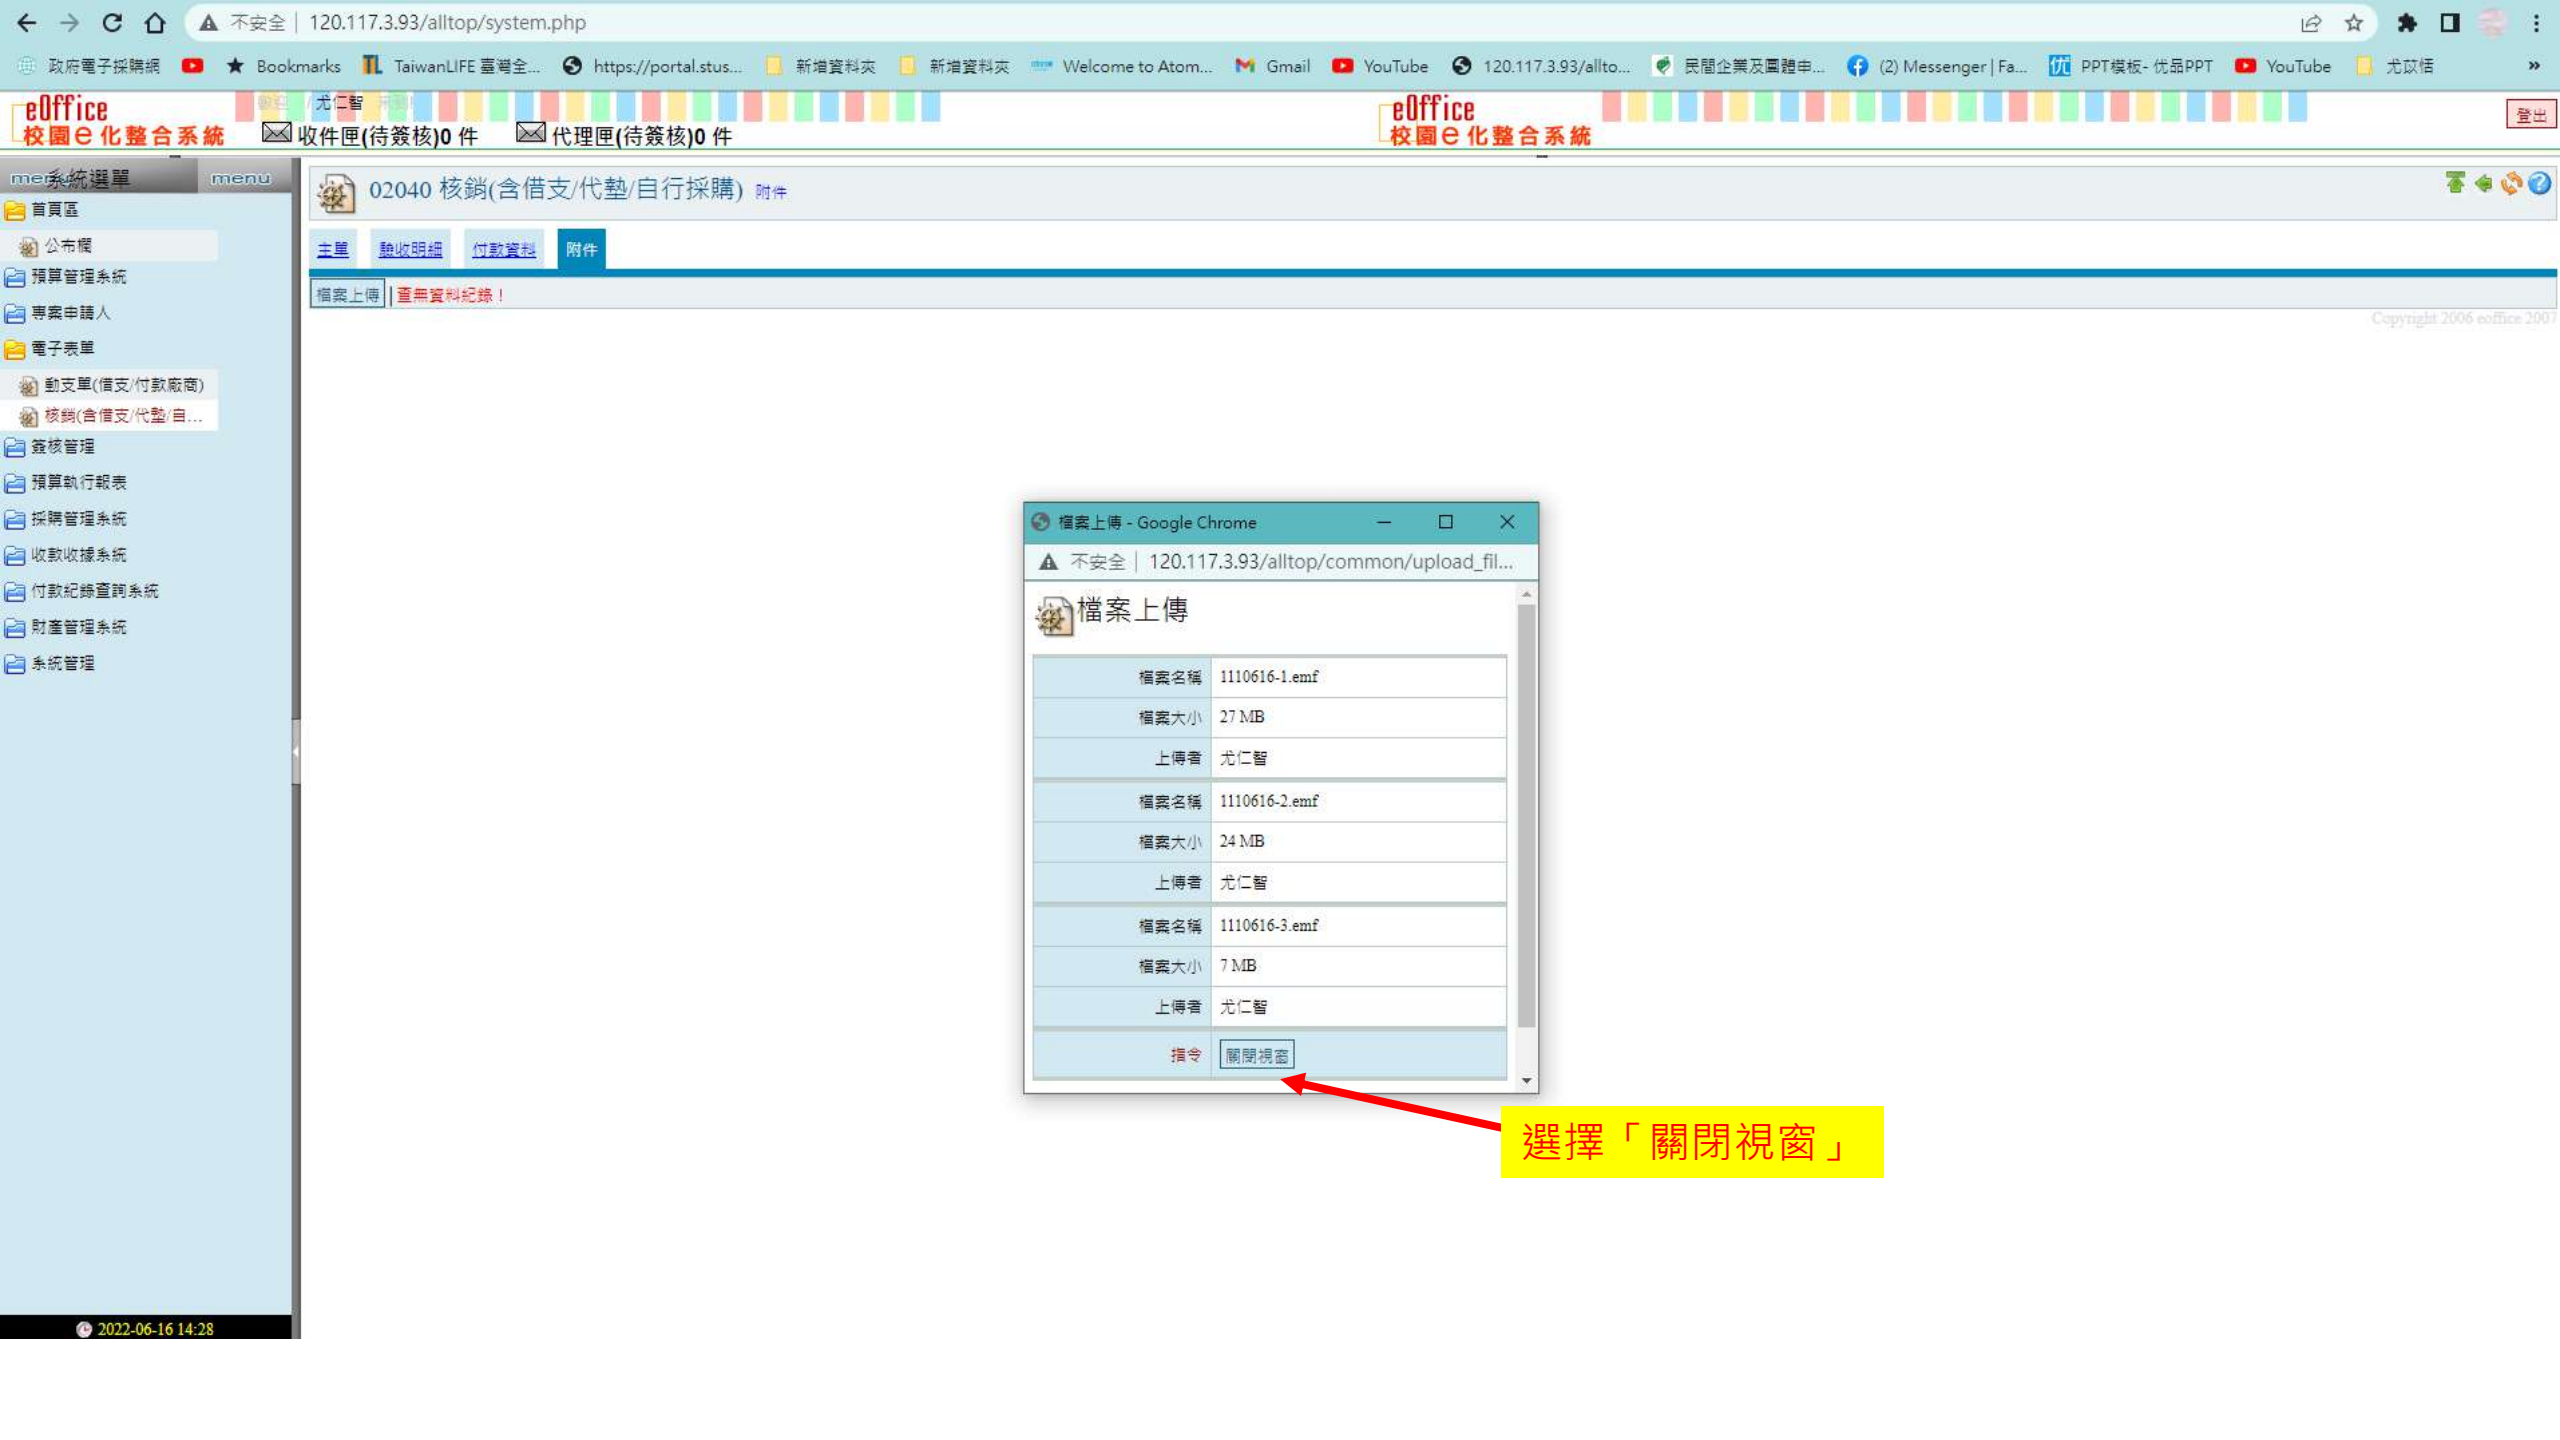 不安全 | 120.117.3.93/alltop/system.php
政府電子採購網 Bookmarks TaiwanLIFE 臺灣全... https://portal.stus... 新增資料夾 新增資料夾 Welcome to Atom... Gmail YouTube 120.117.3.93/allto... 民間企業及團體申... (2) Messenger | Fa... PPT模板- 优品PPT YouTube 尤苡恬 »
eOffice
校園e化整合系統
尤仁智
收件匣(待簽核)0 件 代理匣(待簽核)0 件
eOffice
校園e化整合系統
登出
系統選單 menu
首頁區
公布欄
預算管理系統
專案申請人
電子表單
動支單(借支/付款廠商)
核銷(含借支/代墊/自...
簽核管理
預算執行報表
採購管理系統
收款收據系統
付款紀錄查詢系統
財產管理系統
系統管理
2022-06-16 14:28
02040 核銷(含借支/代墊/自行採購) 附件
主單 驗收明細 付款資料 附件
檔案上傳 | 查無資料紀錄！
Copyright 2006 eoffice 2007
檔案上傳 - Google Chrome
不安全 | 120.117.3.93/alltop/common/upload_fil...
檔案上傳
檔案名稱 1110616-1.emf
檔案大小 27 MB
上傳者 尤仁智
檔案名稱 1110616-2.emf
檔案大小 24 MB
上傳者 尤仁智
檔案名稱 1110616-3.emf
檔案大小 7 MB
上傳者 尤仁智
指令 關閉視窗
選擇「關閉視窗」